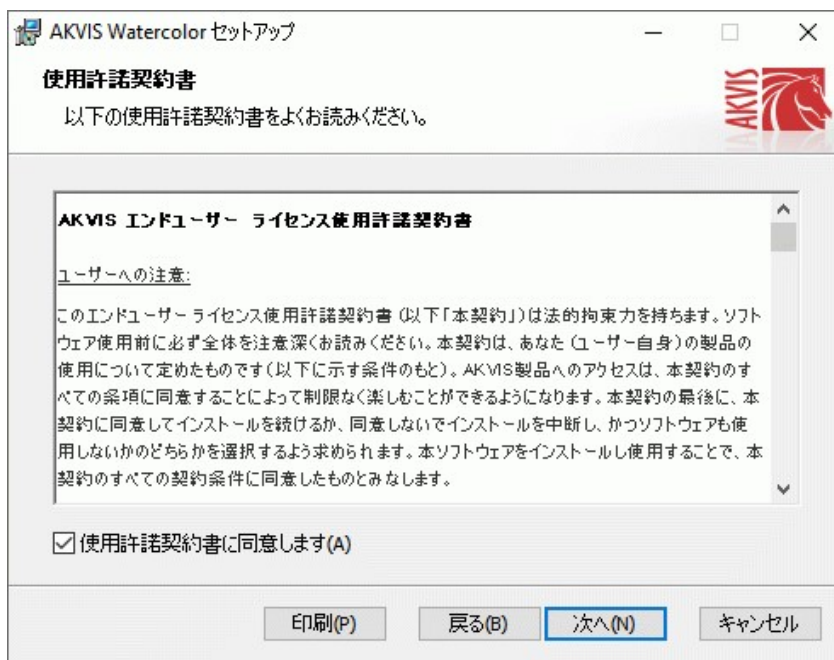 AKVIS Watercolor セットアップ
使用許諾契約書
以下の使用許諾契約書をよくお読みください。
AKVIS
AKVIS エンドユーザー ライセンス使用許諾契約書
ユーザーへの注意:
このエンドユーザー ライセンス使用許諾契約書 (以下「本契約」)は法的拘束力を持ちます。ソフト
ウェア使用前に必ず全体を注意深くお読みください。本契約は、あなた (ユーザー自身)の製品の
使用について定めたものです(以下に示す条件のもと)。AKVIS製品へのアクセスは、本契約のす
べての条項に同意することによって制限なく楽しむことができるようになります。本契約の最後に、本
契約に同意してインストールを続けるか、同意しないでインストールを中断し、かつソフトウェアも使
用しないかのどちらかを選択するよう求められます。本ソフトウェアをインストールし使用することで、本
契約のすべての契約条件に同意したものとみなします。
使用許諾契約書に同意します(A)
印刷(P) 戻る(B) 次へ(N) キャンセル